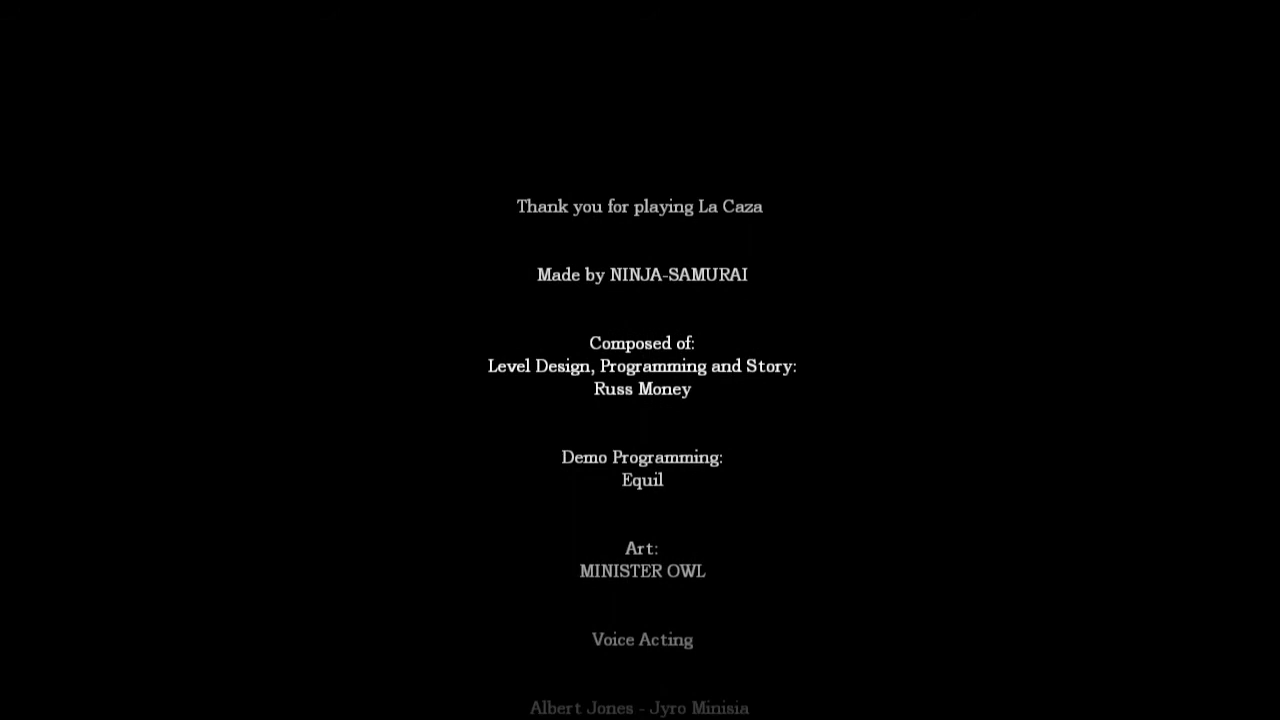 Thank you for playing La Caza
Made by NINJA-SAMURAI
Composed of:
Level Design, Programming and Story:
Russ Money
Demo Programming:
Equil
Art:
MINISTER OWL
Voice Acting
Albert Jones - Jyro Minisia